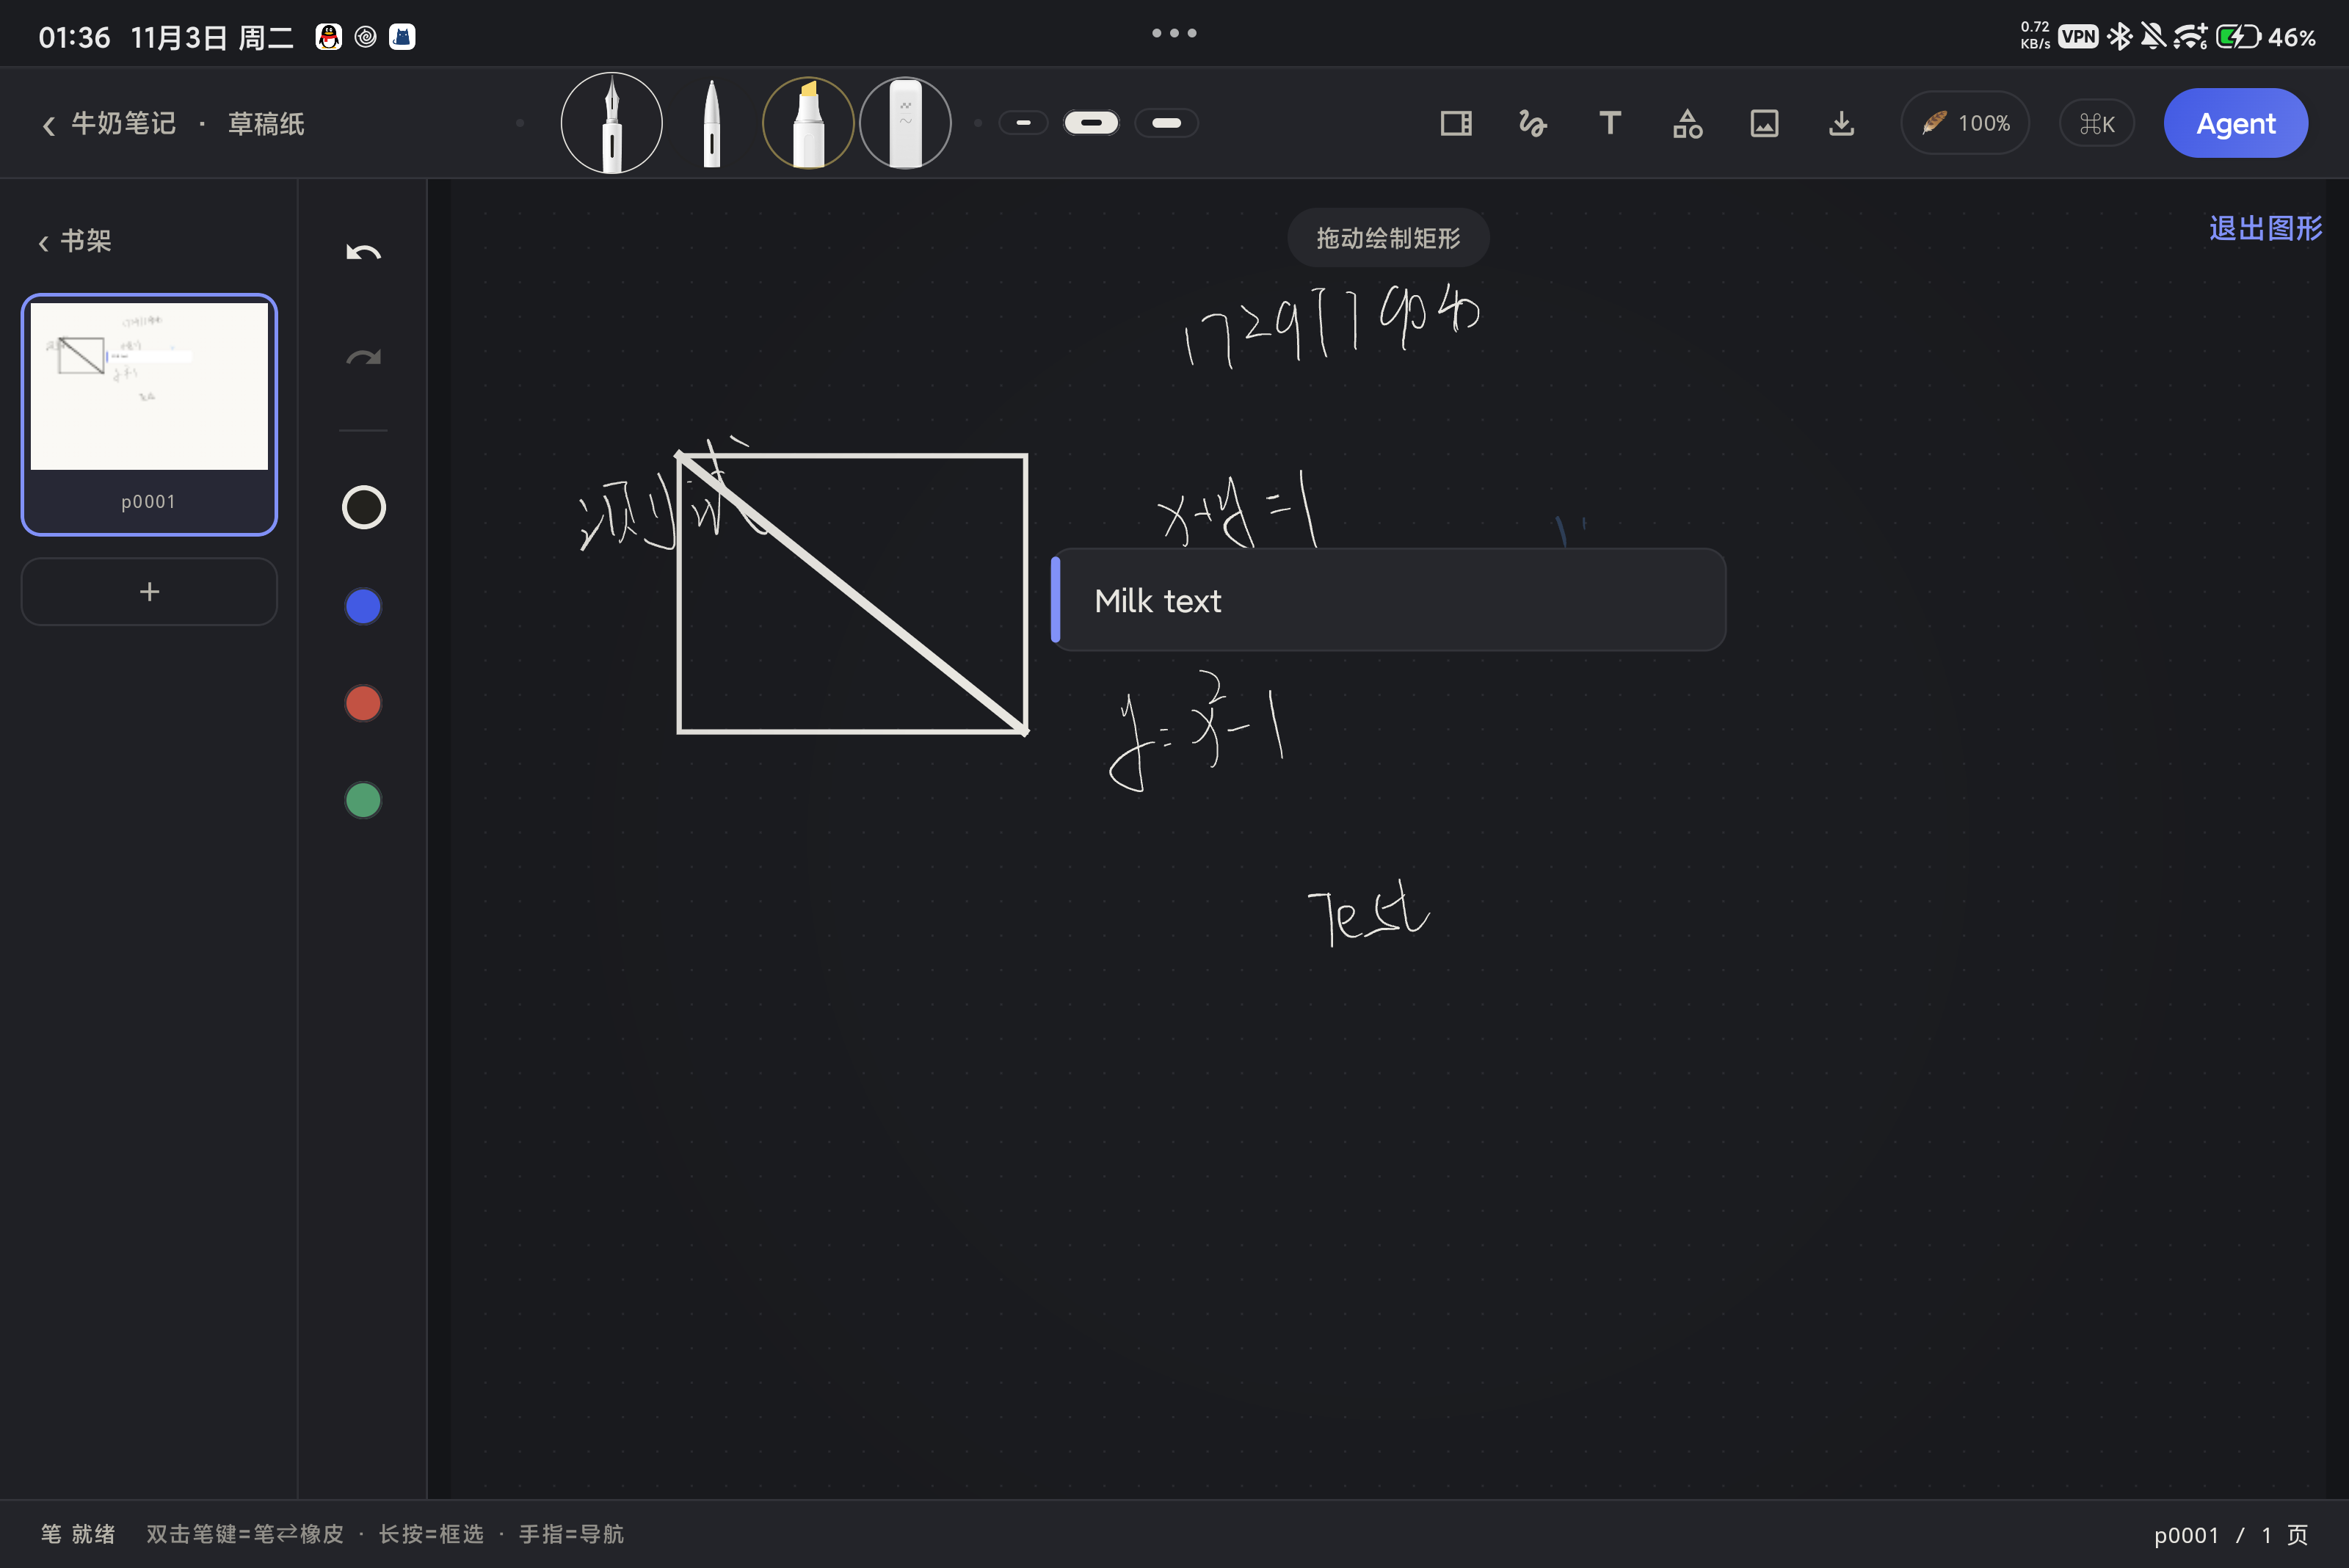 01:36 11月3日 周二
0.72 KB/s VPN 6 46%
牛奶笔记 · 草稿纸
100% ⌘K Agent
书架
拖动绘制矩形
退出图形
x+y=1
Milk text
y=x²-1
Test
p0001
+
笔 就绪 双击笔键=笔⇄橡皮 · 长按=框选 · 手指=导航
p0001 / 1 页